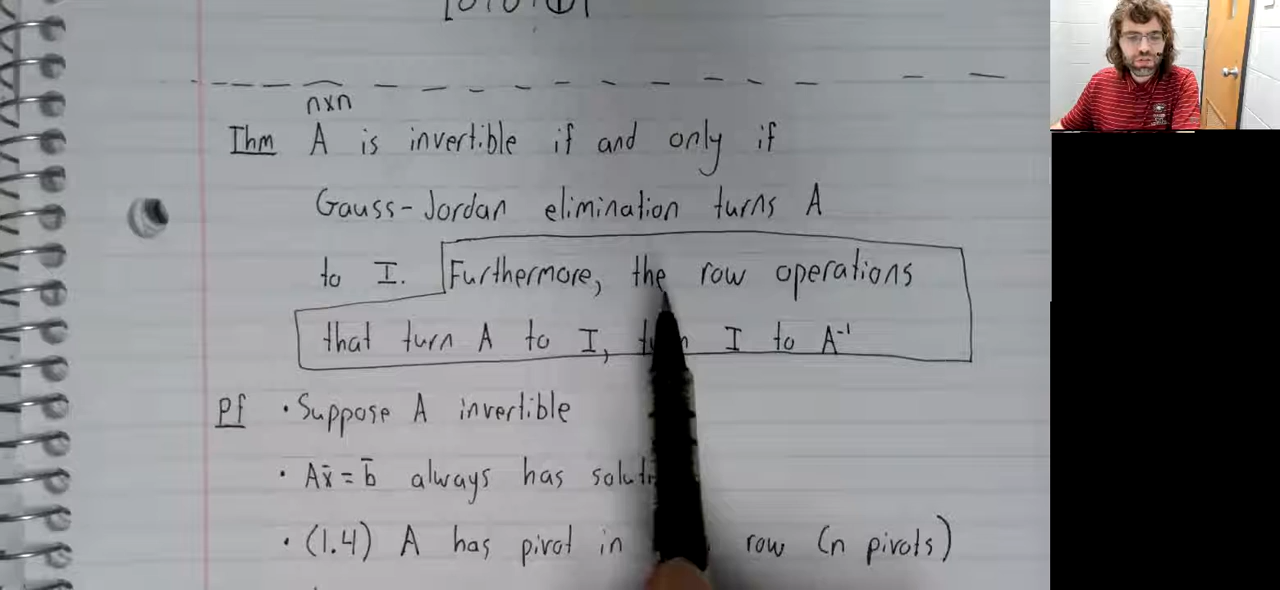 n×n
Thm A is invertible if and only if
Gauss-Jordan elimination turns A
to I. Furthermore, the row operations
that turn A to I, I to A⁻¹
Pf • Suppose A invertible
• Ax̄ = b̄ always has
• (1.4) A has pivot in row (n pivots)